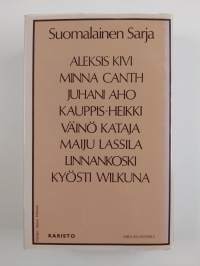 Suomalainen Sarja
ALEKSIS KIVI
MINNA CANTH
JUHANI AHO
KAUPPIS-HEIKKI
VÄINÖ KATAJA
MAIJU LASSILA
LINNANKOSKI
KYÖSTI WILKUNA
KARISTO